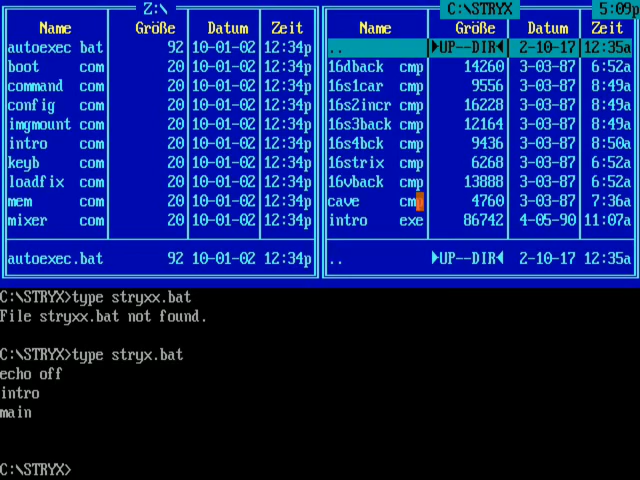 Z:\ C:\STRYX 5:09p
Name Größe Datum Zeit Name Größe Datum Zeit
autoexec bat 92 10-01-02 12:34p .. ►UP--DIR◄ 2-10-17 12:35a
boot com 20 10-01-02 12:34p 16dback cmp 14260 3-03-87 6:52a
command com 20 10-01-02 12:34p 16s1car cmp 9556 3-03-87 8:49a
config com 20 10-01-02 12:34p 16s2incr cmp 16228 3-03-87 8:49a
imgmount com 20 10-01-02 12:34p 16s3back cmp 12164 3-03-87 8:49a
intro com 20 10-01-02 12:34p 16s4bck cmp 9436 3-03-87 8:50a
keyb com 20 10-01-02 12:34p 16strix cmp 6268 3-03-87 6:52a
loadfix com 20 10-01-02 12:34p 16vback cmp 13888 3-03-87 6:52a
mem com 20 10-01-02 12:34p cave cmp 4760 3-03-87 7:36a
mixer com 20 10-01-02 12:34p intro exe 86742 4-05-90 11:07a
autoexec.bat 92 10-01-02 12:34p .. ►UP--DIR◄ 2-10-17 12:35a
C:\STRYX>type stryxx.bat
File stryxx.bat not found.
C:\STRYX>type stryx.bat
echo off
intro
main
C:\STRYX>